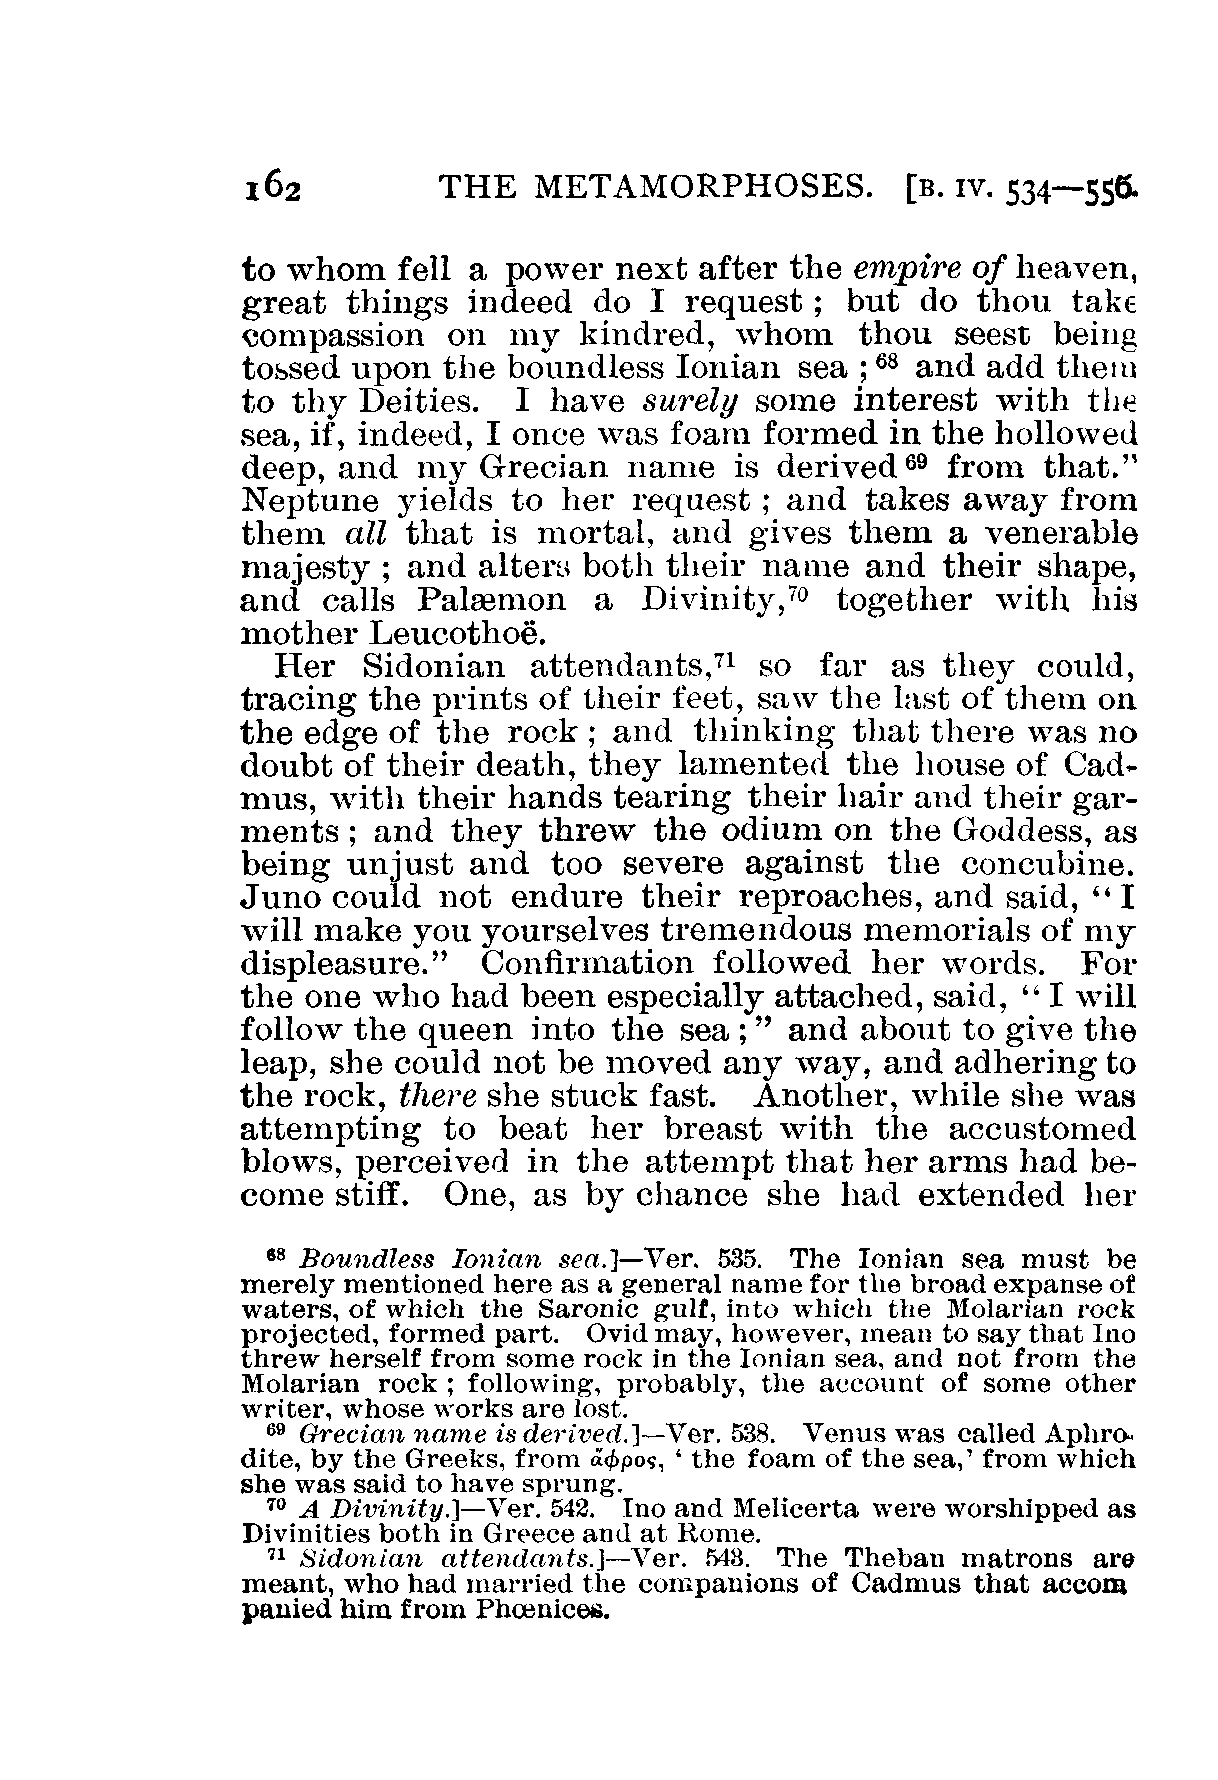 162 THE METAMORPHOSES. [B. IV. 534—556.
to whom fell a power next after the empire of heaven,
great things indeed do I request ; but do thou take
compassion on my kindred, whom thou seest being
tossed upon the boundless Ionian sea ; 68 and add them
to thy Deities. I have surely some interest with the
sea, if, indeed, I once was foam formed in the hollowed
deep, and my Grecian name is derived 69 from that."
Neptune yields to her request ; and takes away from
them all that is mortal, and gives them a venerable
majesty ; and alters both their name and their shape,
and calls Palæmon a Divinity,70 together with his
mother Leucothoë.
Her Sidonian attendants,71 so far as they could,
tracing the prints of their feet, saw the last of them on
the edge of the rock ; and thinking that there was no
doubt of their death, they lamented the house of Cad-
mus, with their hands tearing their hair and their gar-
ments ; and they threw the odium on the Goddess, as
being unjust and too severe against the concubine.
Juno could not endure their reproaches, and said, " I
will make you yourselves tremendous memorials of my
displeasure." Confirmation followed her words. For
the one who had been especially attached, said, " I will
follow the queen into the sea ; " and about to give the
leap, she could not be moved any way, and adhering to
the rock, there she stuck fast. Another, while she was
attempting to beat her breast with the accustomed
blows, perceived in the attempt that her arms had be-
come stiff. One, as by chance she had extended her
68 Boundless Ionian sea.]—Ver. 535. The Ionian sea must be
merely mentioned here as a general name for the broad expanse of
waters, of which the Saronic gulf, into which the Molarian rock
projected, formed part. Ovid may, however, mean to say that Ino
threw herself from some rock in the Ionian sea, and not from the
Molarian rock ; following, probably, the account of some other
writer, whose works are lost.
69 Grecian name is derived.]—Ver. 538. Venus was called Aphro-
dite, by the Greeks, from ἄφρος, ' the foam of the sea,' from which
she was said to have sprung.
70 A Divinity.]—Ver. 542. Ino and Melicerta were worshipped as
Divinities both in Greece and at Rome.
71 Sidonian attendants.]—Ver. 543. The Theban matrons are
meant, who had married the companions of Cadmus that accom
panied him from Phœnices.